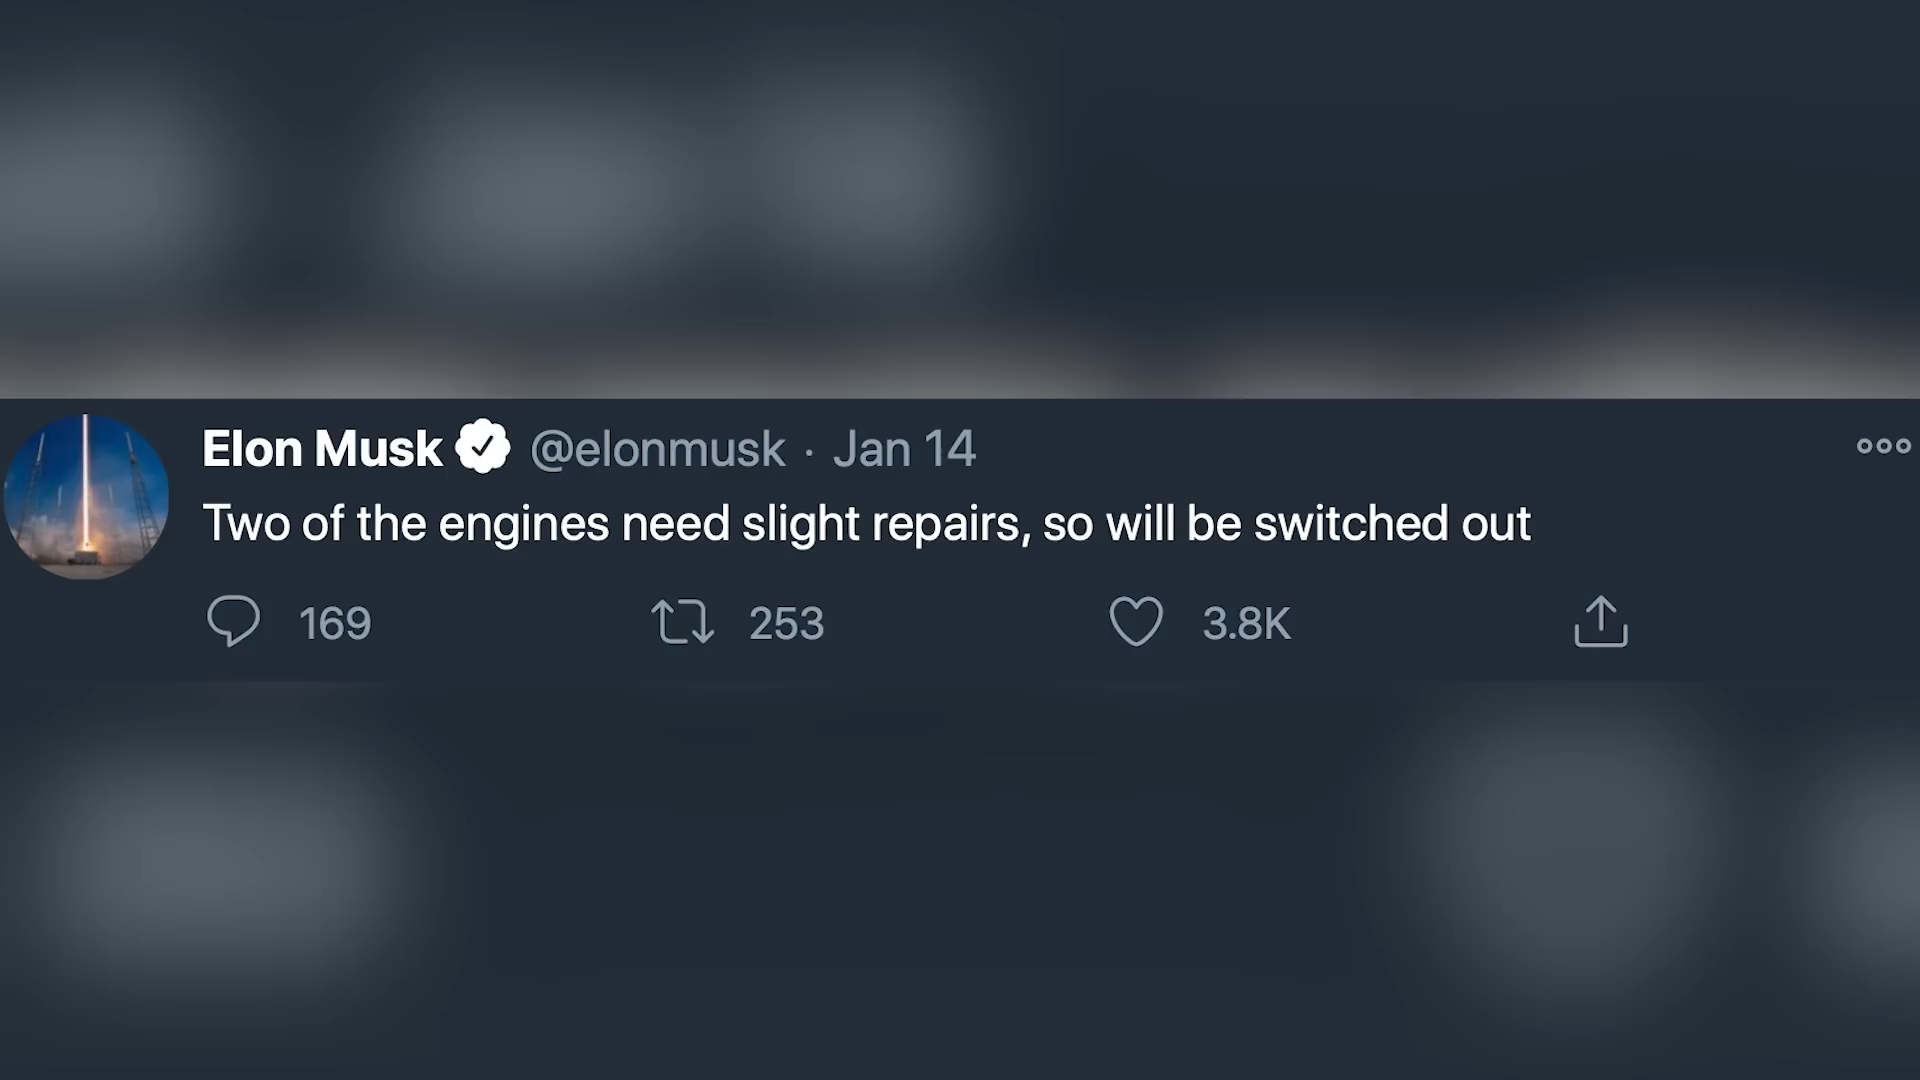 Elon Musk @elonmusk · Jan 14
Two of the engines need slight repairs, so will be switched out
169 253 3.8K